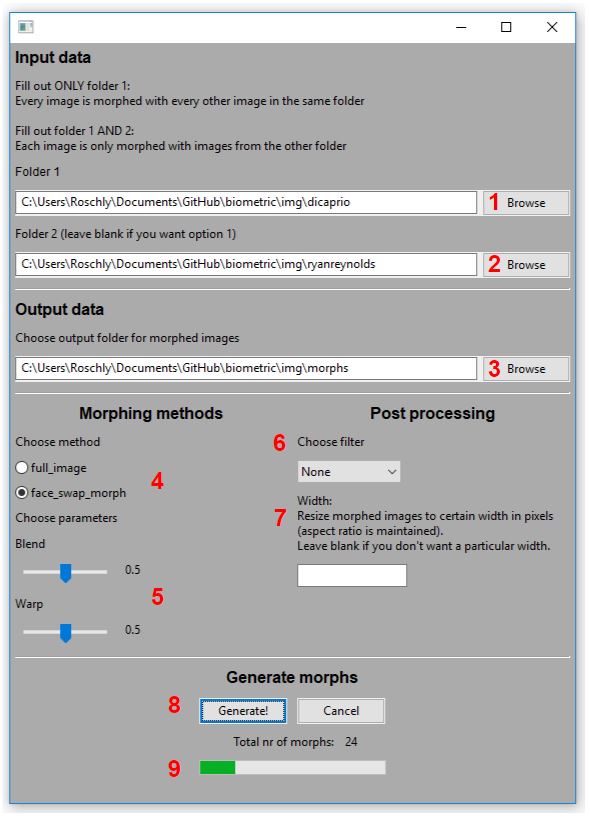 Input data
Fill out ONLY folder 1:
Every image is morphed with every other image in the same folder
Fill out folder 1 AND 2:
Each image is only morphed with images from the other folder
Folder 1
C:\Users\Roschly\Documents\GitHub\biometric\img\dicaprio 1 Browse
Folder 2 (leave blank if you want option 1)
C:\Users\Roschly\Documents\GitHub\biometric\img\ryanreynolds 2 Browse
Output data
Choose output folder for morphed images
C:\Users\Roschly\Documents\GitHub\biometric\img\morphs 3 Browse
Morphing methods
Choose method
full_image
4
face_swap_morph
Choose parameters
Blend
0.5
5
Warp
0.5
Post processing
6 Choose filter
None
Width:
7 Resize morphed images to certain width in pixels
(aspect ratio is maintained).
Leave blank if you don't want a particular width.
Generate morphs
8 Generate! Cancel
Total nr of morphs: 24
9